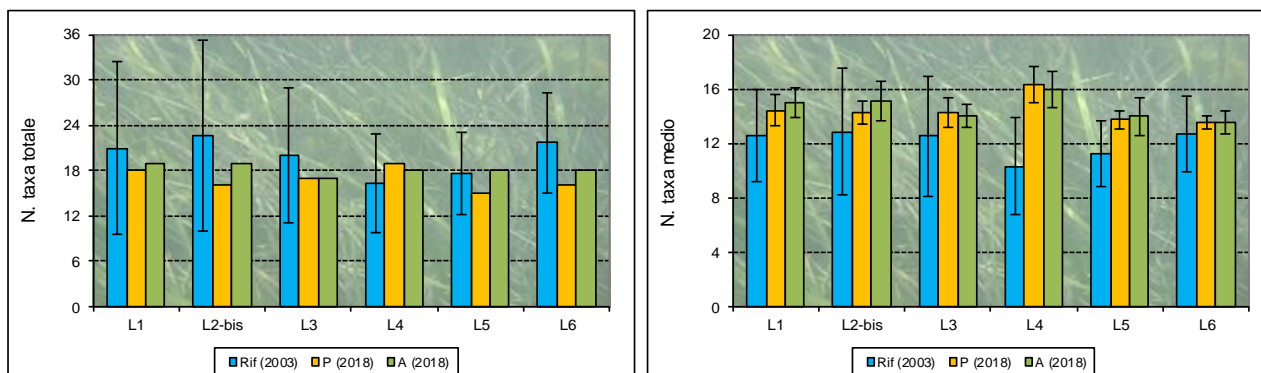 N. taxa totale
36
30
24
18
12
6
0
L1 L2-bis L3 L4 L5 L6
Rif (2003) P (2018) A (2018)
N. taxa medio
20
16
12
8
4
0
L1 L2-bis L3 L4 L5 L6
Rif (2003) P (2018) A (2018)